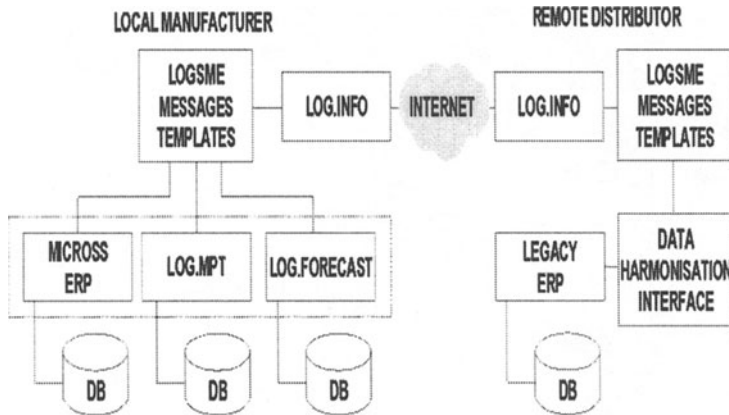 LOCAL MANUFACTURER
REMOTE DISTRIBUTOR
LOGSME
MESSAGES
TEMPLATES
LOG.INFO
INTERNET
LOG.INFO
LOGSME
MESSAGES
TEMPLATES
MICROSS
ERP
LOG.MPT
LOG.FORECAST
LEGACY
ERP
DATA
HARMONISATION
INTERFACE
DB
DB
DB
DB